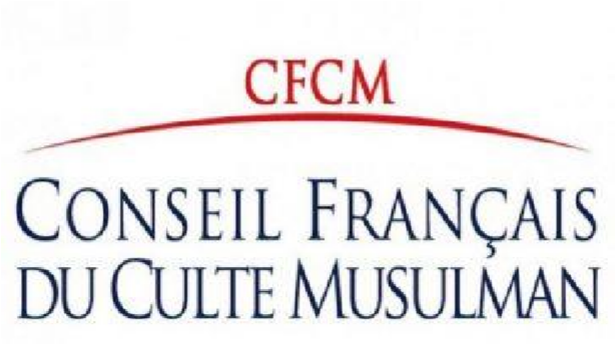 CFCM
CONSEIL FRANÇAIS
DU CULTE MUSULMAN